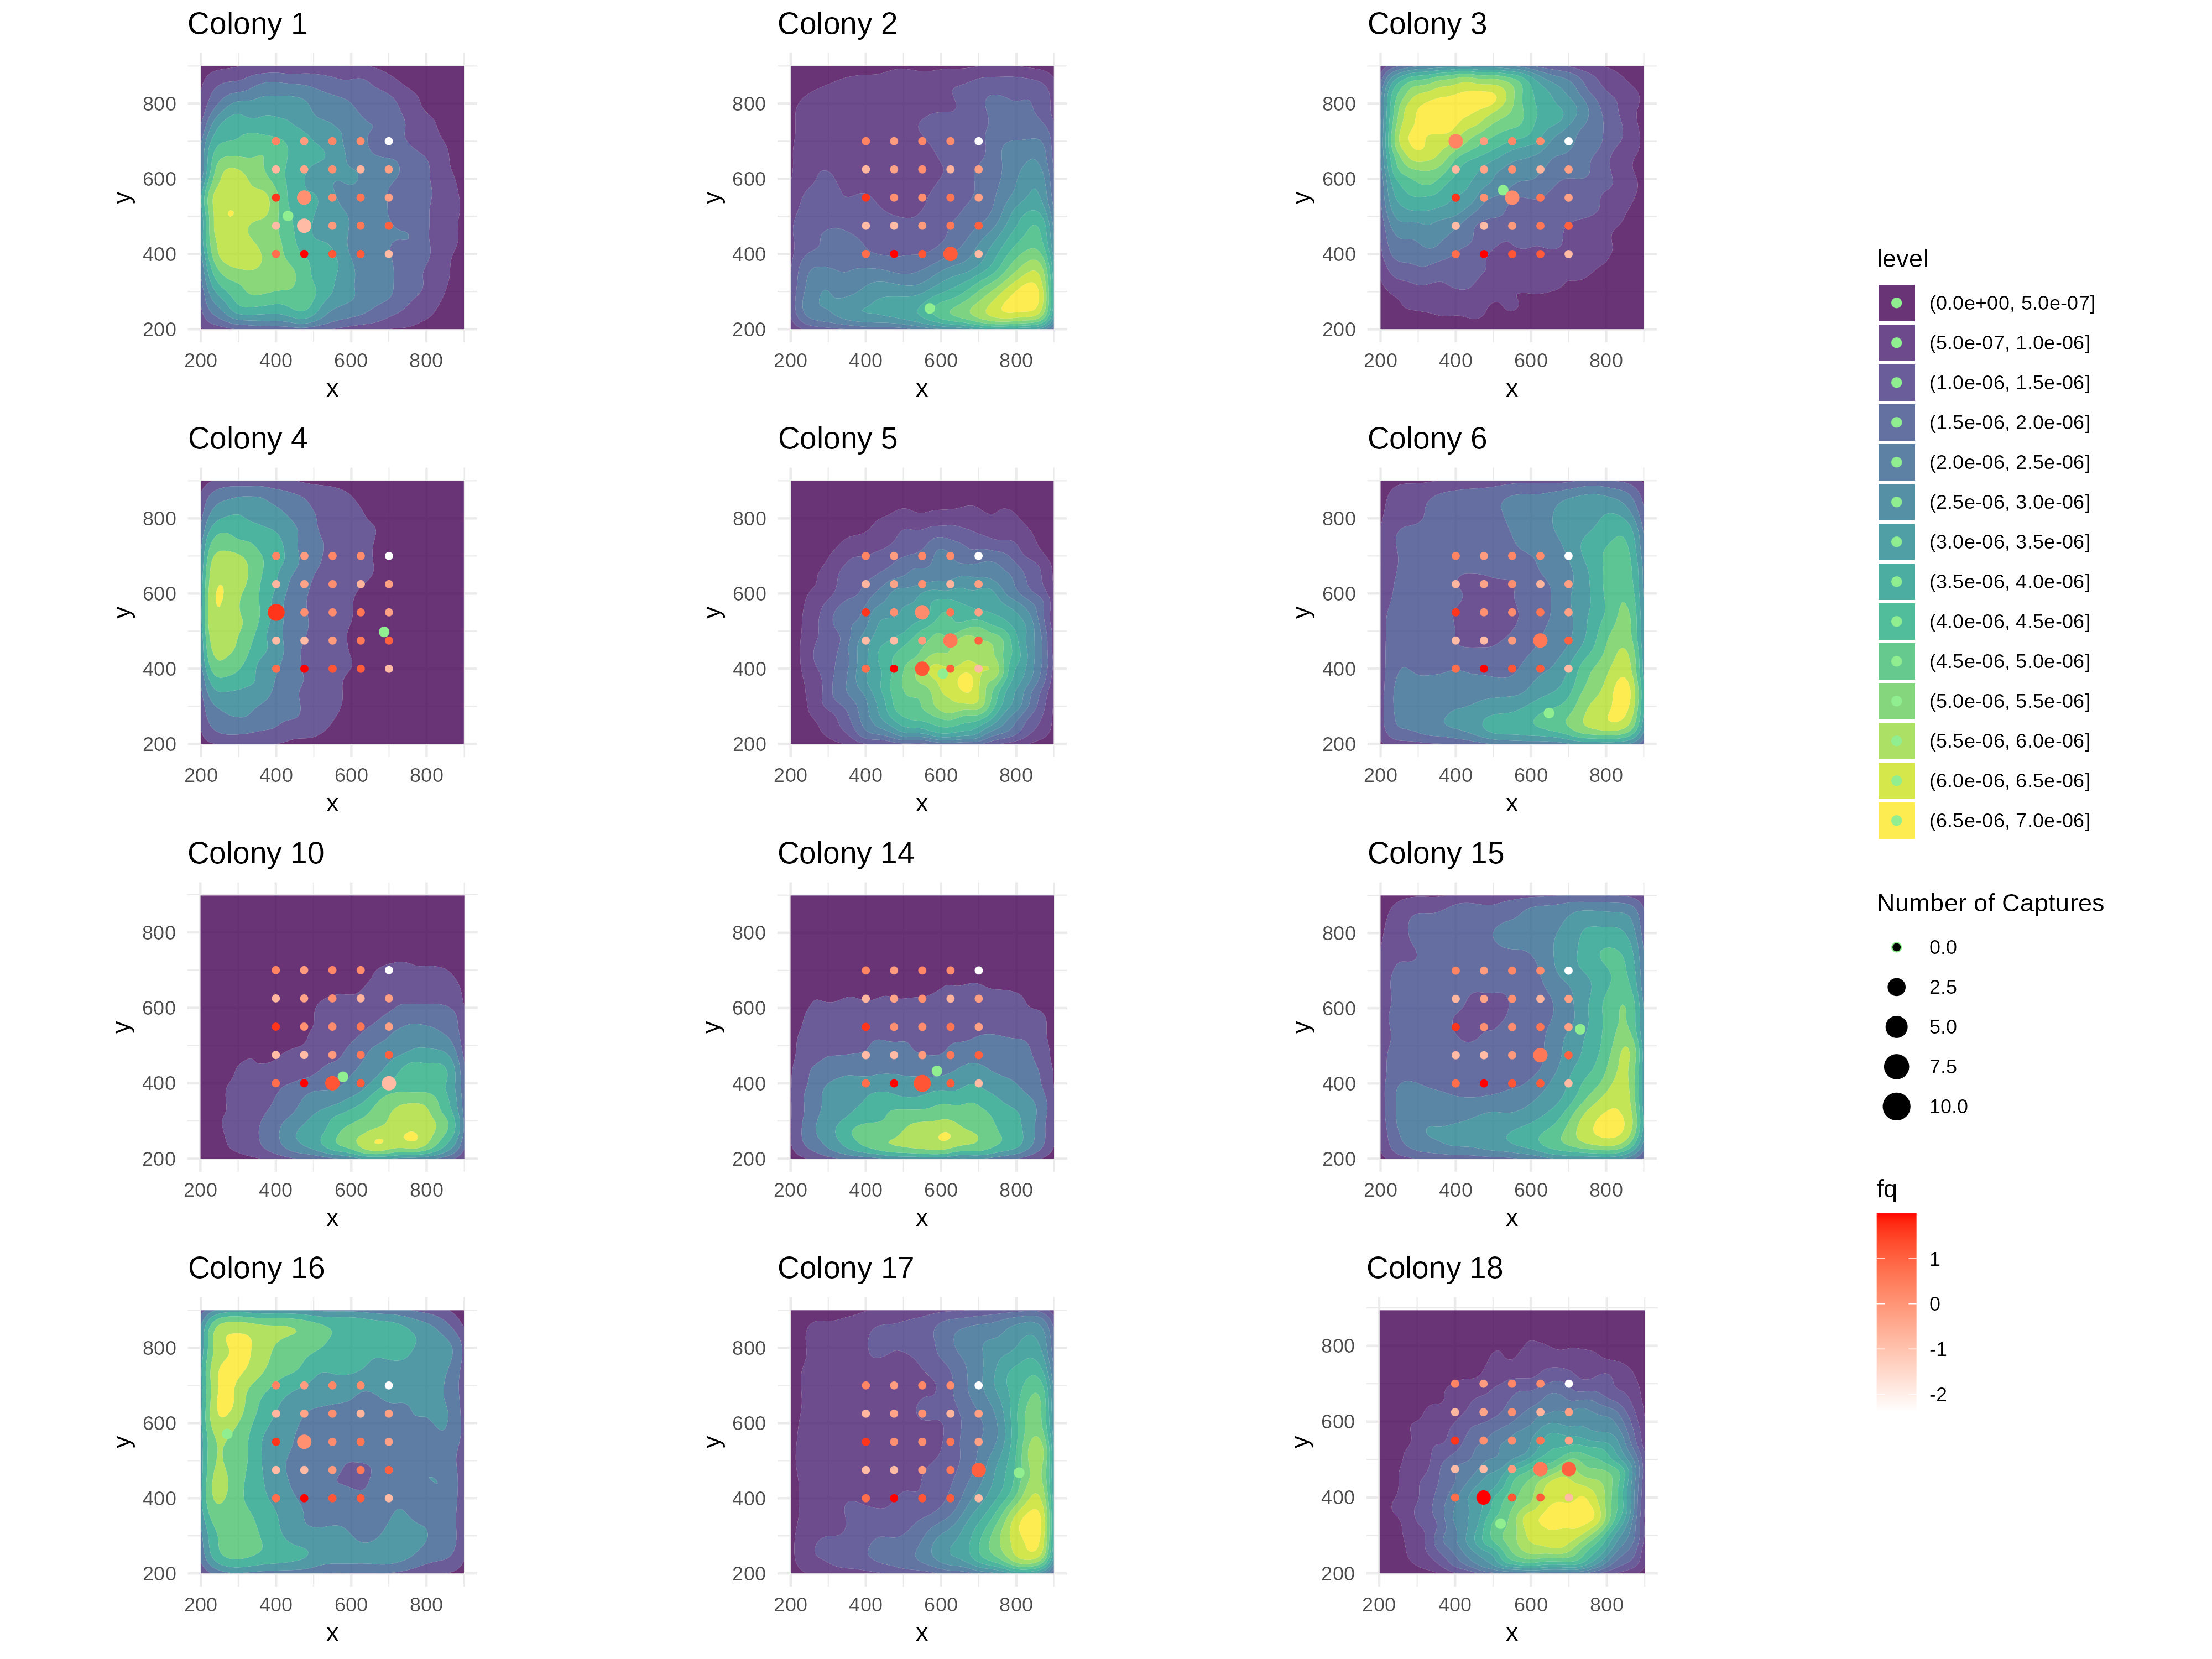 Colony 1
Colony 2
Colony 3
800
600
400
200
y
200 400 600 800
x
800
600
400
200
y
200 400 600 800
x
800
600
400
200
y
200 400 600 800
x
Colony 4
Colony 5
Colony 6
800
600
400
200
y
200 400 600 800
x
800
600
400
200
y
200 400 600 800
x
800
600
400
200
y
200 400 600 800
x
Colony 10
Colony 14
Colony 15
800
600
400
200
y
200 400 600 800
x
800
600
400
200
y
200 400 600 800
x
800
600
400
200
y
200 400 600 800
x
Colony 16
Colony 17
Colony 18
800
600
400
200
y
200 400 600 800
x
800
600
400
200
y
200 400 600 800
x
800
600
400
200
y
200 400 600 800
x
level
(0.0e+00, 5.0e-07]
(5.0e-07, 1.0e-06]
(1.0e-06, 1.5e-06]
(1.5e-06, 2.0e-06]
(2.0e-06, 2.5e-06]
(2.5e-06, 3.0e-06]
(3.0e-06, 3.5e-06]
(3.5e-06, 4.0e-06]
(4.0e-06, 4.5e-06]
(4.5e-06, 5.0e-06]
(5.0e-06, 5.5e-06]
(5.5e-06, 6.0e-06]
(6.0e-06, 6.5e-06]
(6.5e-06, 7.0e-06]
Number of Captures
0.0
2.5
5.0
7.5
10.0
fq
1
0
-1
-2